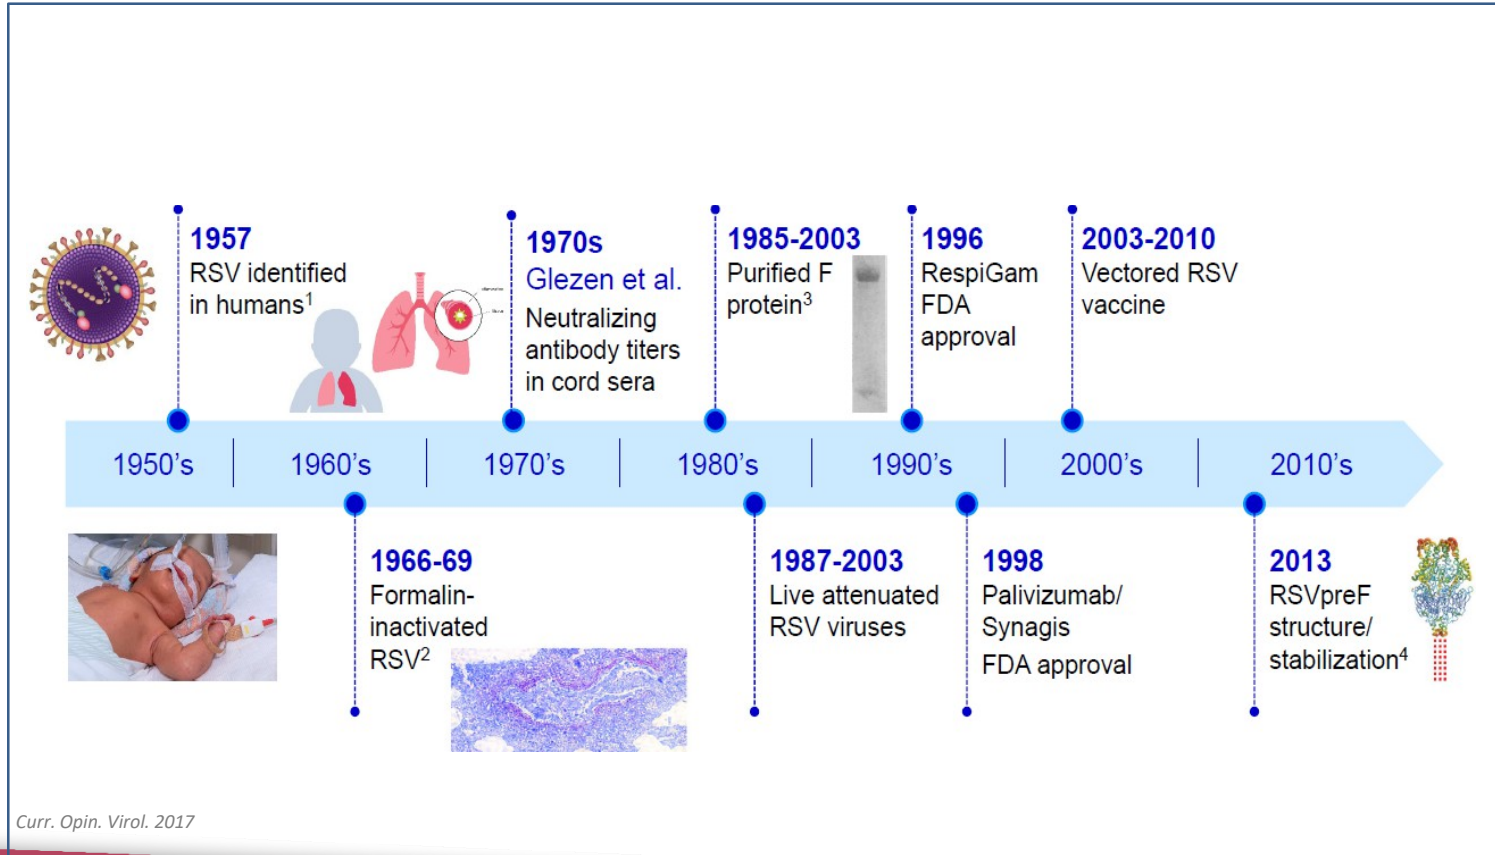 1957
RSV identified
in humans1
1970s
Glezen et al.
Neutralizing
antibody titers
in cord sera
1985-2003
Purified F
protein3
1996
RespiGam
FDA
approval
2003-2010
Vectored RSV
vaccine
1950's
1960's
1970's
1980's
1990's
2000's
2010's
1966-69
Formalin-
inactivated
RSV2
1987-2003
Live attenuated
RSV viruses
1998
Palivizumab/
Synagis
FDA approval
2013
RSVpreF
structure/
stabilization4
Curr. Opin. Virol. 2017